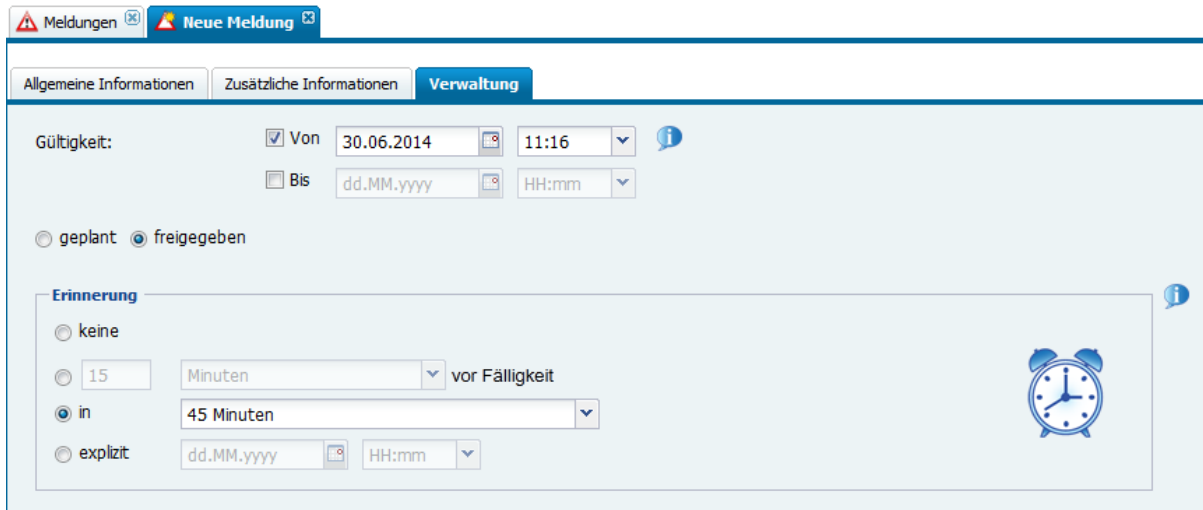 Meldungen Neue Meldung
Allgemeine Informationen Zusätzliche Informationen Verwaltung
Gültigkeit: Von 30.06.2014 11:16
Bis dd.MM.yyyy HH:mm
geplant freigegeben
Erinnerung
keine
15 Minuten vor Fälligkeit
in 45 Minuten
explizit dd.MM.yyyy HH:mm